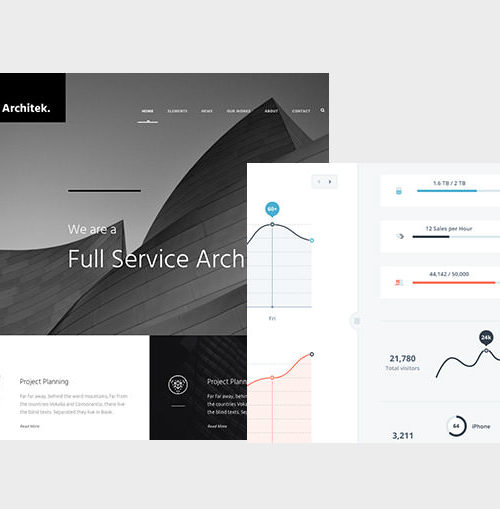 Architek.
HOME ELEMENTS NEWS OUR WORKS ABOUT CONTACT
We are a
Full Service Arch
Project Planning
Far far away, behind the word mountains, far from
the countries Vokalia and Consonantia, there live
the blind texts. Separated they live in Book.
Read More
Project Plann
Far far away, behind
the countries Voka
the blind texts. Sep
Read More
60+
Fri
1.6 TB / 2 TB
12 Sales per Hour
44,142 / 50,000
21,780
Total visitors
24k
3,211
64
iPhone